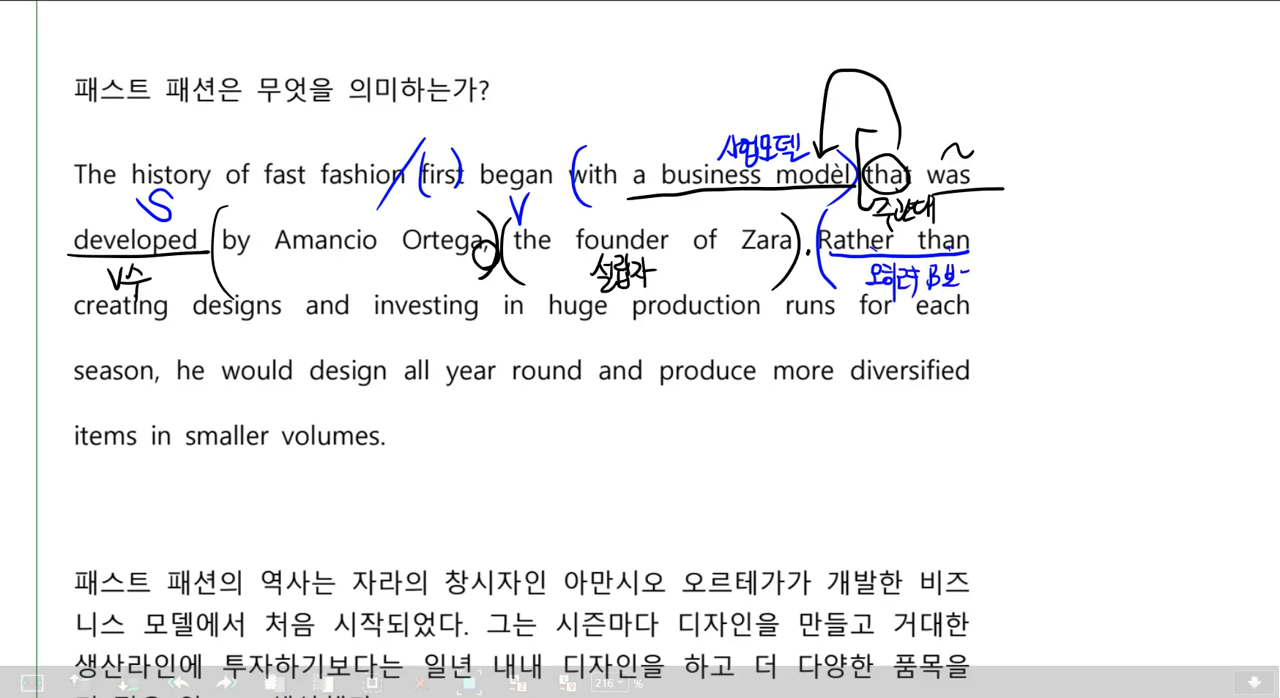 패스트 패션은 무엇을 의미하는가?
사업모델
The history of fast fashion first began with a business model that was
S V 주관대
developed by Amancio Ortega, the founder of Zara. Rather than
V수 설립자 오히려 B보
creating designs and investing in huge production runs for each
season, he would design all year round and produce more diversified
items in smaller volumes.
패스트 패션의 역사는 자라의 창시자인 아만시오 오르테가가 개발한 비즈
니스 모델에서 처음 시작되었다. 그는 시즌마다 디자인을 만들고 거대한
생산라인에 투자하기보다는 일년 내내 디자인을 하고 더 다양한 품목을
216 %